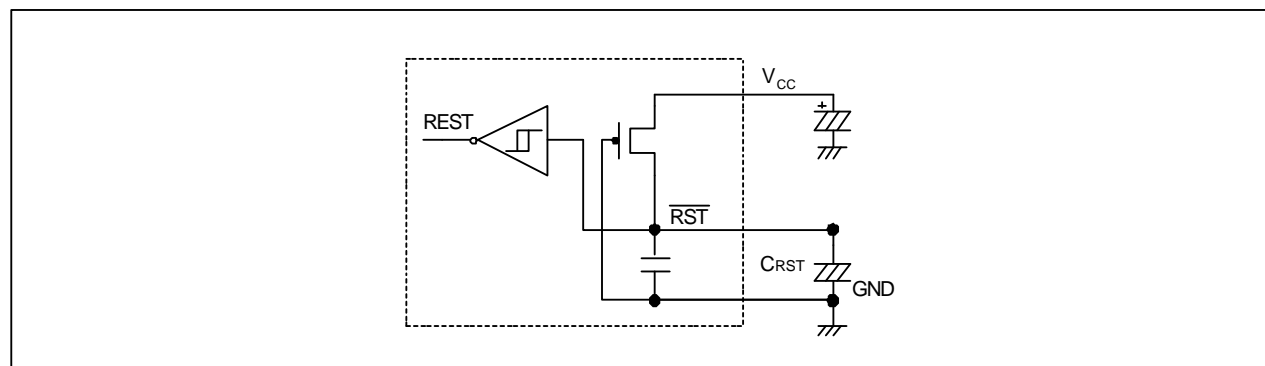 VCC
+
REST
RST
CRST
GND